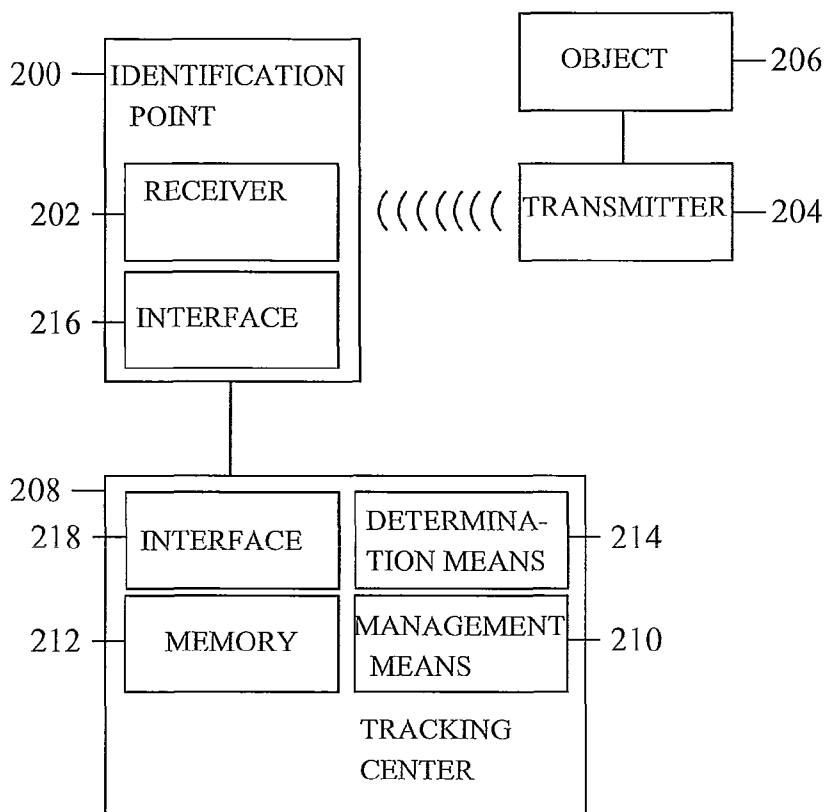 200
IDENTIFICATION
POINT
OBJECT
206
202
RECEIVER
TRANSMITTER
204
216
INTERFACE
208
218
INTERFACE
DETERMINA-
TION MEANS
214
212
MEMORY
MANAGEMENT
MEANS
210
TRACKING
CENTER